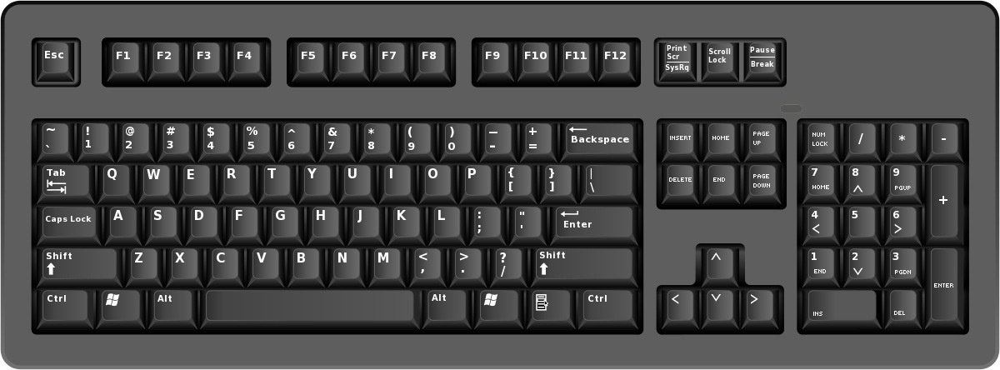 Esc F1 F2 F3 F4 F5 F6 F7 F8 F9 F10 F11 F12 Print Scr SysRq Scroll Lock Pause Break
~ ` ! 1 @ 2 # 3 $ 4 % 5 ^ 6 & 7 * 8 ( 9 ) 0 _ - + = Backspace INSERT HOME PAGE UP NUM LOCK / * -
Tab Q W E R T Y U I O P { [ } ] | \ DELETE END PAGE DOWN 7 HOME 8 ^ 9 PGUP +
Caps Lock A S D F G H J K L : ; " ' Enter 4 < 5 6 >
Shift Z X C V B N M < , > . ? / Shift ^ 1 END 2 v 3 PGDN ENTER
Ctrl Alt Alt Ctrl < v > INS DEL